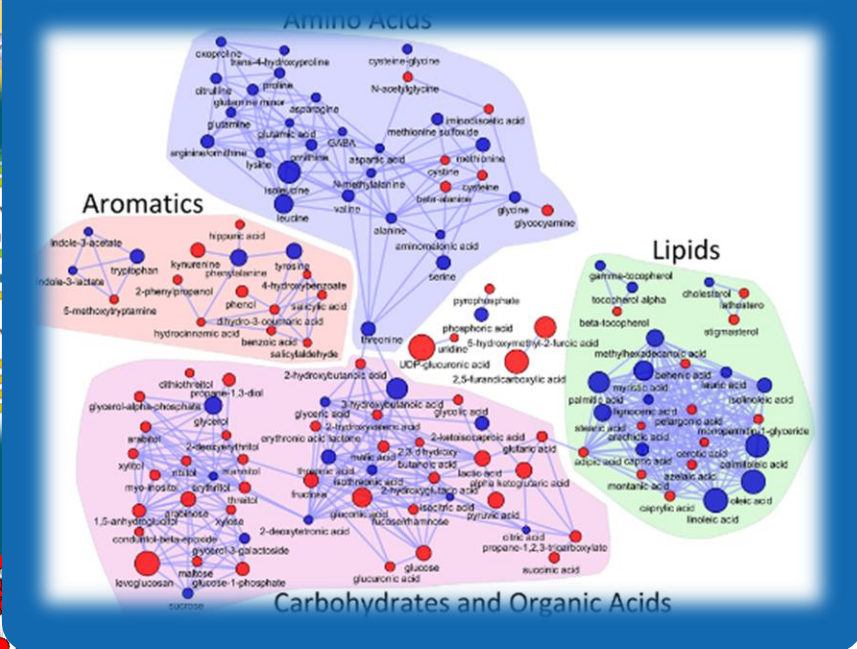 Amino Acids
oxoproline
trans-4-hydroxyproline
cysteine-glycine
citrulline
proline
N-acetylglycine
glutamine minor
asparagine
glutamine
glutamic acid
iminodiacetic acid
methionine sulfoxide
GABA
arginine/ornithine
ornithine
aspartic acid
methionine
lysine
cystine
Isoleucine
N-methylalanine
cysteine
beta-alanine
leucine
valine
glycine
glycocyamine
alanine
aminomalonic acid
serine
threonine
Aromatics
indole-3-acetate
hippuric acid
tryptophan
kynurenine
phenylalanine
tyrosine
indole-3-lactate
2-phenylpropanol
4-hydroxybenzoate
5-methoxytryptamine
phenol
salicylic acid
hydrocinnamic acid
dihydro-3-coumaric acid
benzoic acid
salicylaldehyde
pyrophosphate
phosphoric acid
uridine
5-hydroxymethyl-2-furoic acid
UDP-glucuronic acid
2,5-furandicarboxylic acid
Lipids
gamma-tocopherol
tocopherol alpha
cholesterol
beta-tocopherol
stigmasterol
methylhexadecanoic acid
behenic acid
lauric acid
myristic acid
isolinoleic acid
palmitic acid
lignocenic acid
pelargonic acid
stearic acid
arachidic acid
monopalmitin-1-glyceride
adipic acid
capric acid
cerotic acid
palmitoleic acid
azelaic acid
montanic acid
oleic acid
caprylic acid
linoleic acid
dithiothreitol
propane-1,3-diol
2-hydroxybutanoic acid
glycerol-alpha-phosphate
glycerol
3-hydroxybutanoic acid
glyceric acid
glycolic acid
2-hydroxyvaleric acid
arabitol
2-deoxyerythritol
erythronic acid lactone
2-ketoisocaproic acid
glutaric acid
xylitol
malic acid
2,3-dihydroxy
butanoic acid
ribitol
mannitol
threonic acid
isothreonic acid
lactic acid
alpha ketoglutaric acid
myo-inositol
erythritol
threitol
fructose
2-hydroxyglutaric acid
isocitric acid
arabinose
gluconic acid
pyruvic acid
1,5-anhydroglucitol
xylose
fucose/rhamnose
conduritol-beta-epoxide
2-deoxytetronic acid
citric acid
glycerol-3-galactoside
propane-1,2,3-tricarboxylate
maltose
glucose
succinic acid
levoglucosan
glucose-1-phosphate
glucuronic acid
sucrose
Carbohydrates and Organic Acids